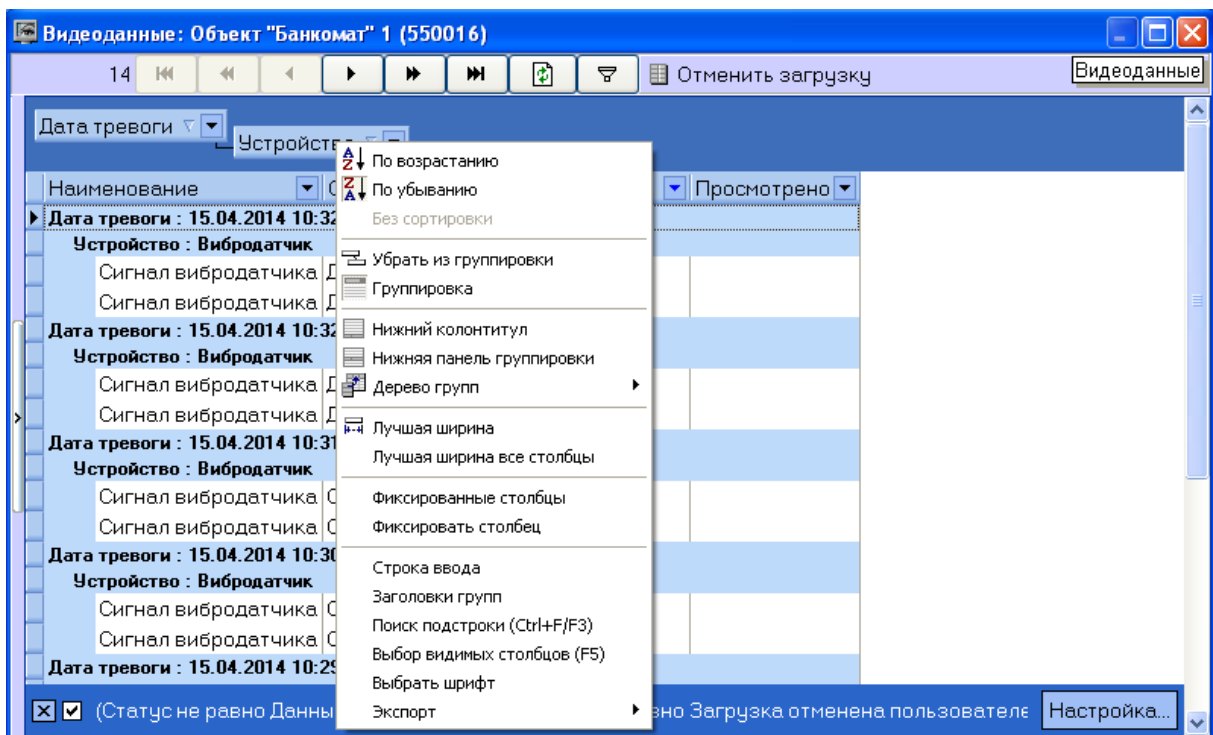 Видеоданные: Объект "Банкомат" 1 (550016)
14 Отменить загрузку Видеоданные
Дата тревоги
Устройств
Наименование Просмотрено
Дата тревоги : 15.04.2014 10:32
Устройство : Вибродатчик
Сигнал вибродатчика
Сигнал вибродатчика
Дата тревоги : 15.04.2014 10:32
Устройство : Вибродатчик
Сигнал вибродатчика
Сигнал вибродатчика
Дата тревоги : 15.04.2014 10:31
Устройство : Вибродатчик
Сигнал вибродатчика
Сигнал вибродатчика
Дата тревоги : 15.04.2014 10:30
Устройство : Вибродатчик
Сигнал вибродатчика
Сигнал вибродатчика
Дата тревоги : 15.04.2014 10:29
По возрастанию
По убыванию
Без сортировки
Убрать из группировки
Группировка
Нижний колонтитул
Нижняя панель группировки
Дерево групп
Лучшая ширина
Лучшая ширина все столбцы
Фиксированные столбцы
Фиксировать столбец
Строка ввода
Заголовки групп
Поиск подстроки (Ctrl+F/F3)
Выбор видимых столбцов (F5)
Выбрать шрифт
Экспорт
(Статус не равно Данны вно Загрузка отменена пользователе Настройка...